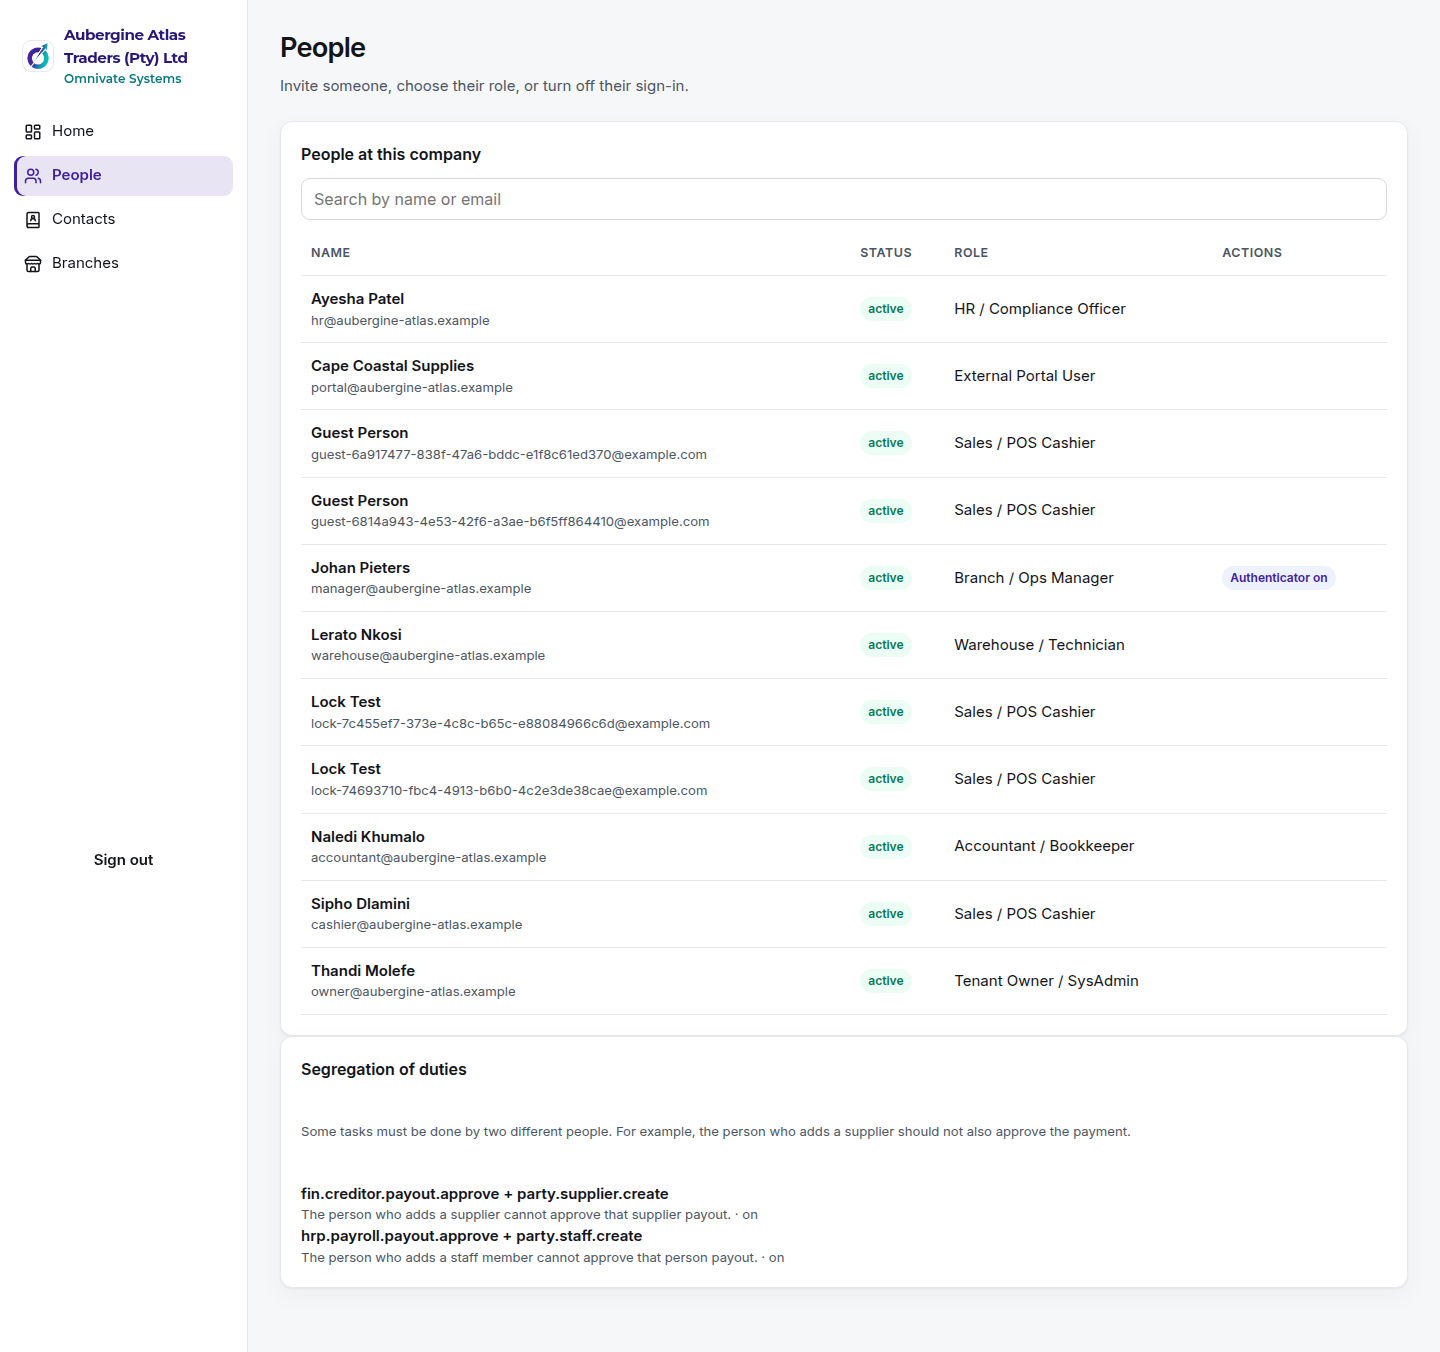 Aubergine Atlas
Traders (Pty) Ltd
Omnivate Systems
Home
People
Contacts
Branches
Sign out
People
Invite someone, choose their role, or turn off their sign-in.
People at this company
Search by name or email
NAME STATUS ROLE ACTIONS
Ayesha Patel
hr@aubergine-atlas.example
active
HR / Compliance Officer
Cape Coastal Supplies
portal@aubergine-atlas.example
active
External Portal User
Guest Person
guest-6a917477-838f-47a6-bddc-e1f8c61ed370@example.com
active
Sales / POS Cashier
Guest Person
guest-6814a943-4e53-42f6-a3ae-b6f5ff864410@example.com
active
Sales / POS Cashier
Johan Pieters
manager@aubergine-atlas.example
active
Branch / Ops Manager
Authenticator on
Lerato Nkosi
warehouse@aubergine-atlas.example
active
Warehouse / Technician
Lock Test
lock-7c455ef7-373e-4c8c-b65c-e88084966c6d@example.com
active
Sales / POS Cashier
Lock Test
lock-74693710-fbc4-4913-b6b0-4c2e3de38cae@example.com
active
Sales / POS Cashier
Naledi Khumalo
accountant@aubergine-atlas.example
active
Accountant / Bookkeeper
Sipho Dlamini
cashier@aubergine-atlas.example
active
Sales / POS Cashier
Thandi Molefe
owner@aubergine-atlas.example
active
Tenant Owner / SysAdmin
Segregation of duties
Some tasks must be done by two different people. For example, the person who adds a supplier should not also approve the payment.
fin.creditor.payout.approve + party.supplier.create
The person who adds a supplier cannot approve that supplier payout. · on
hrp.payroll.payout.approve + party.staff.create
The person who adds a staff member cannot approve that person payout. · on